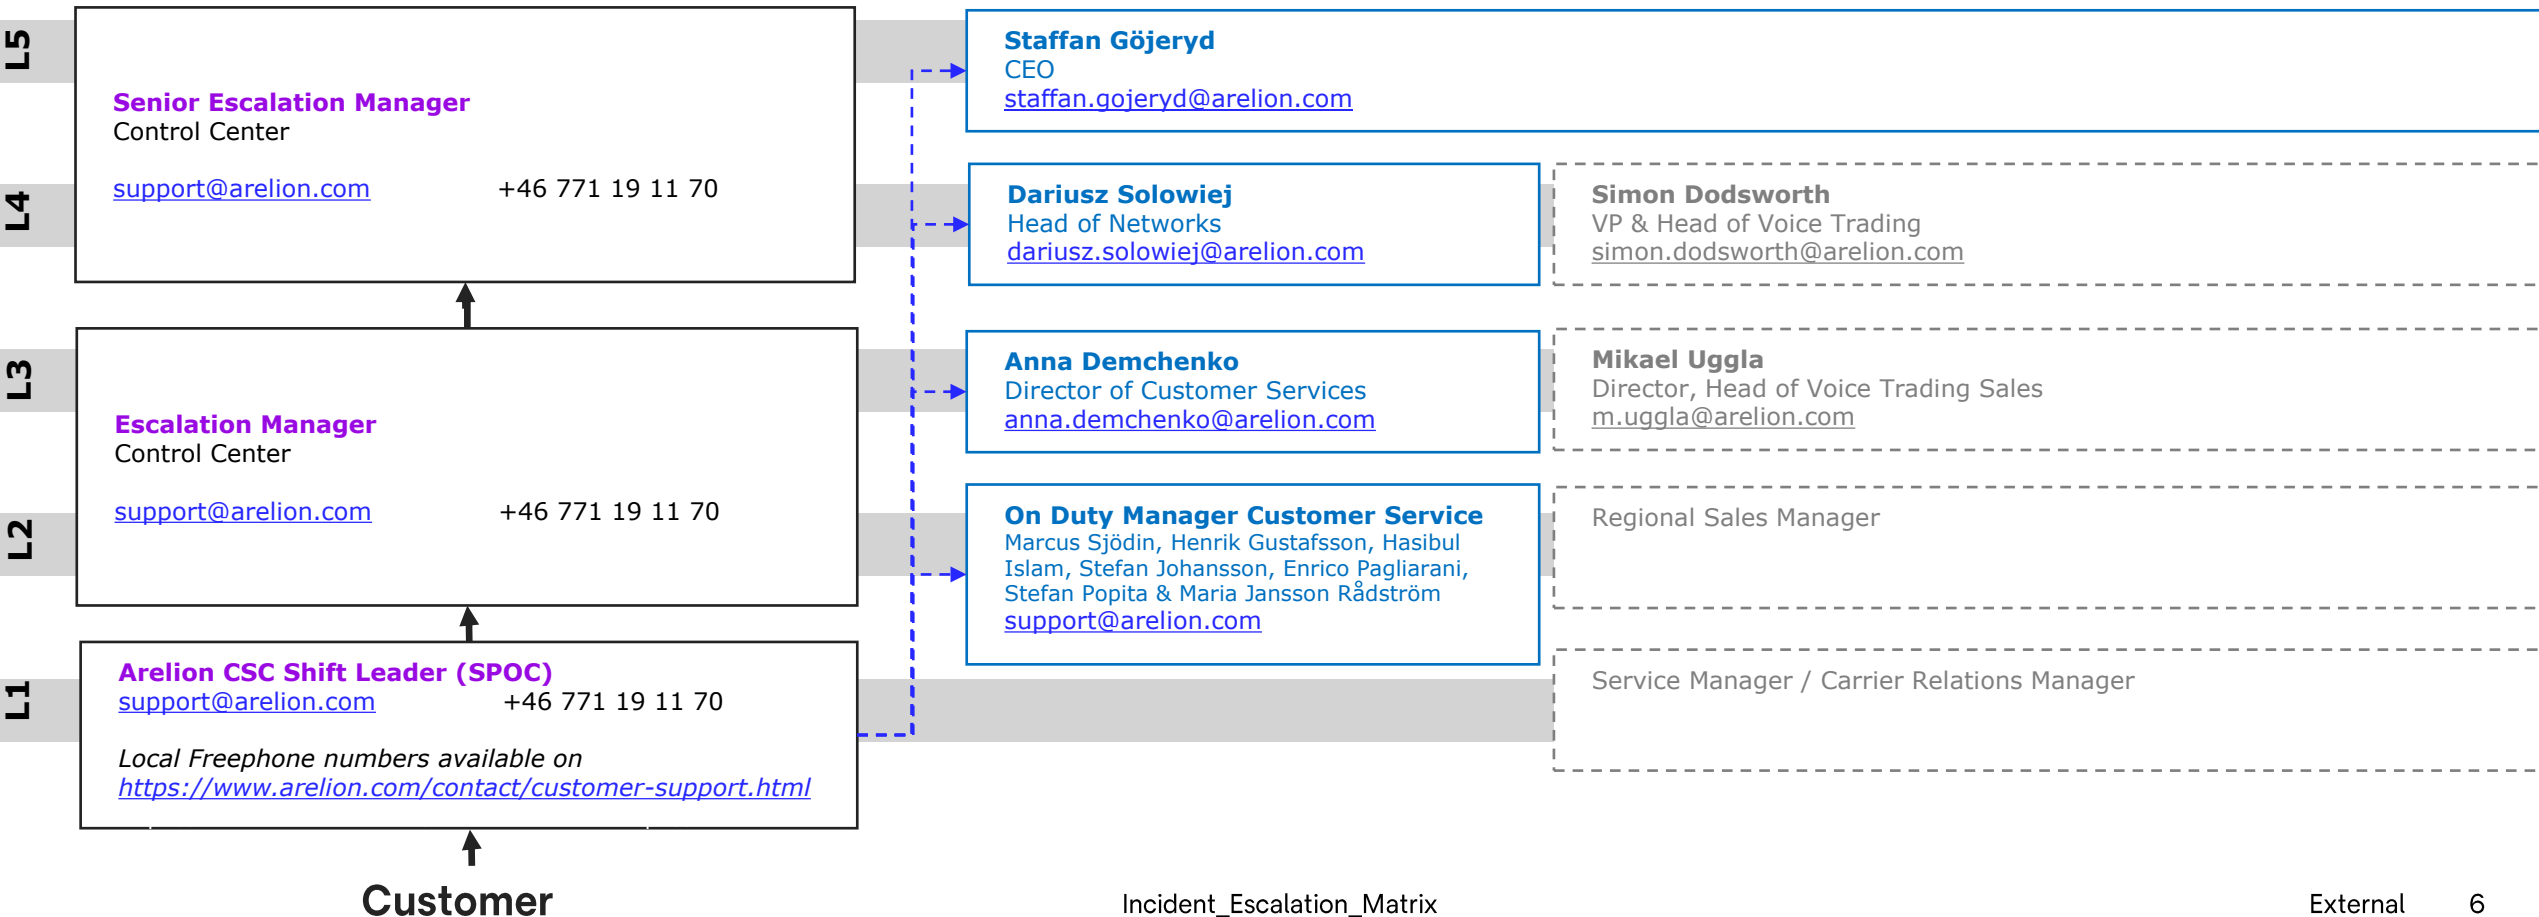 L5
Senior Escalation Manager
Control Center
support@arelion.com +46 771 19 11 70
Staffan Göjeryd
CEO
staffan.gojeryd@arelion.com
L4
Dariusz Solowiej
Head of Networks
dariusz.solowiej@arelion.com
Simon Dodsworth
VP & Head of Voice Trading
simon.dodsworth@arelion.com
L3
Escalation Manager
Control Center
support@arelion.com +46 771 19 11 70
Anna Demchenko
Director of Customer Services
anna.demchenko@arelion.com
Mikael Uggla
Director, Head of Voice Trading Sales
m.uggla@arelion.com
L2
On Duty Manager Customer Service
Marcus Sjödin, Henrik Gustafsson, Hasibul
Islam, Stefan Johansson, Enrico Pagliarani,
Stefan Popita & Maria Jansson Rådström
support@arelion.com
Regional Sales Manager
L1
Arelion CSC Shift Leader (SPOC)
support@arelion.com +46 771 19 11 70
Local Freephone numbers available on
https://www.arelion.com/contact/customer-support.html
Service Manager / Carrier Relations Manager
Customer
Incident_Escalation_Matrix
External 6